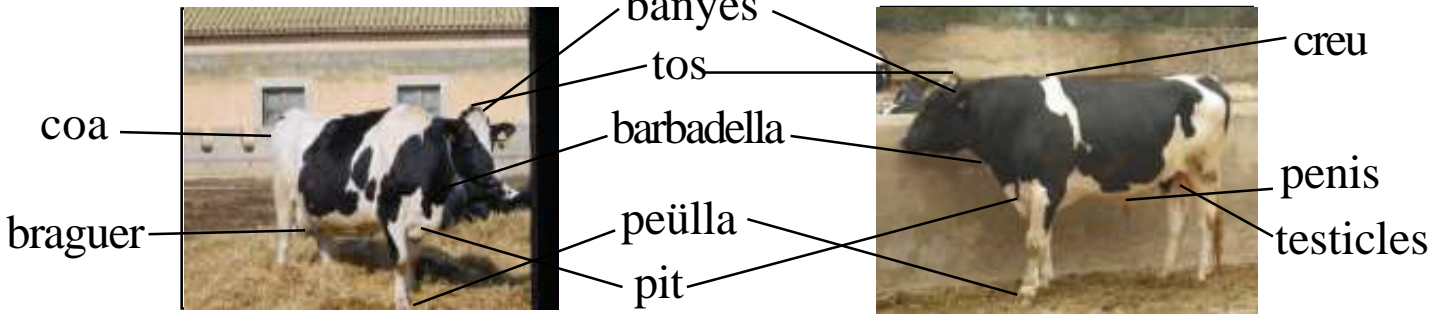 banyes
tos
creu
coa
barbadella
penis
braguer
peülla
testicles
pit